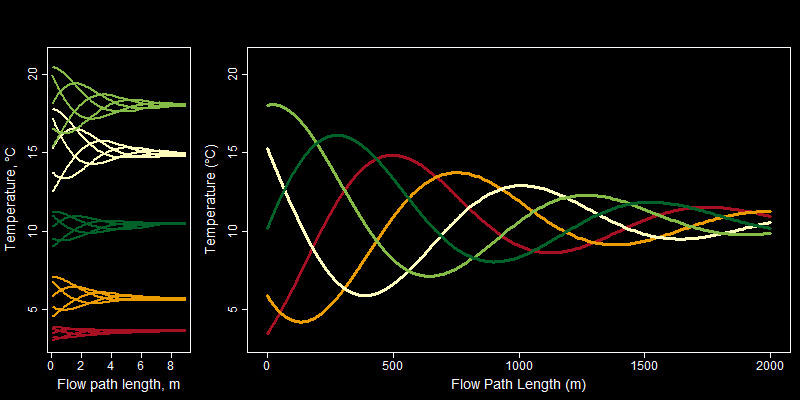 Temperature, °C
20
15
10
5
0 2 4 6 8
Flow path length, m
Temperature (°C)
20
15
10
5
0 500 1000 1500 2000
Flow Path Length (m)